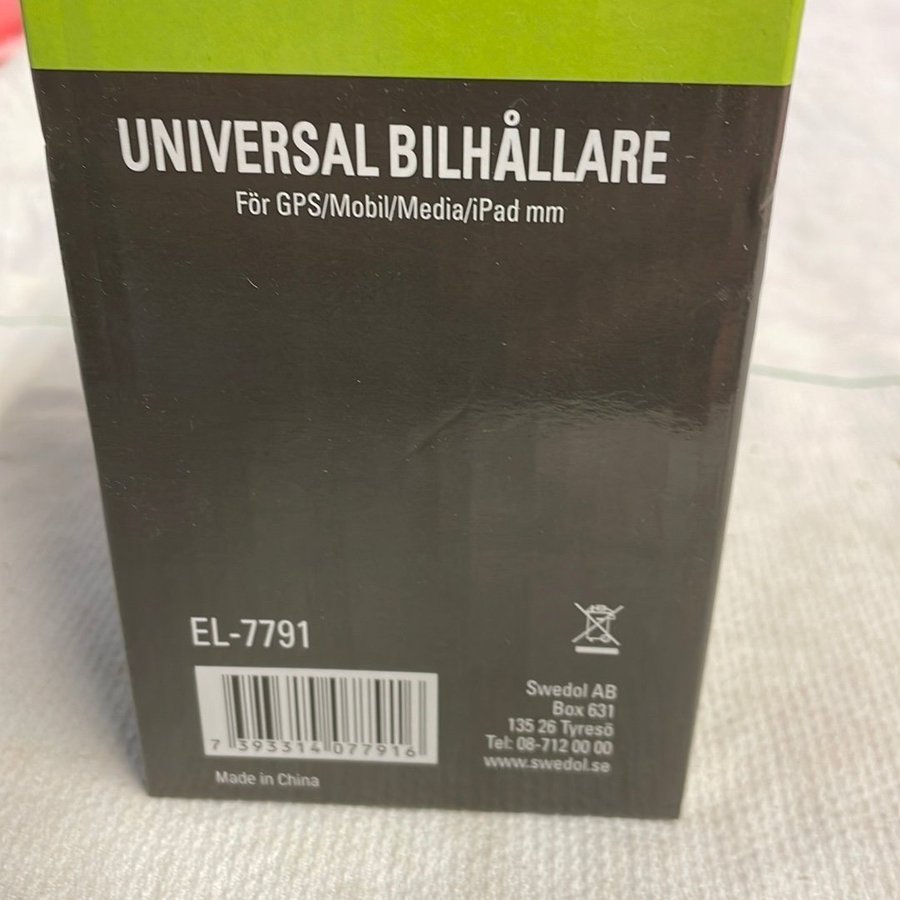 UNIVERSAL BILHÅLLARE
För GPS/Mobil/Media/iPad mm
EL-7791
7 393314 077916
Made in China
Swedol AB
Box 631
135 26 Tyresö
Tel: 08-712 00 00
www.swedol.se